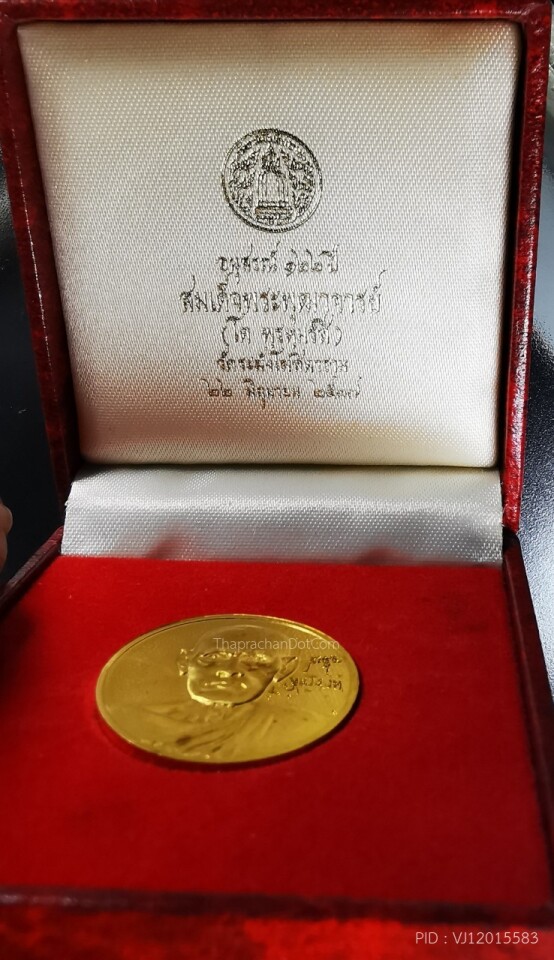 อนุสรณ์ ๑๒๒ ปี
สมเด็จพระพุฒาจารย์
(โต พรหมรังสี)
วัดระฆังโฆสิตาราม
๒๒ มิถุนายน ๒๕๓๗
ThaprachanDotCom
PID : VJ12015583